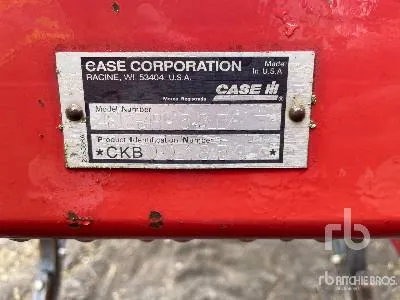 CASE CORPORATION
RACINE, WI 53404 U.S.A.
Made
In U.S.A
Marca Registrada
CASE IH
Model Number
Product Identification Number
*CKB
rb
RITCHIE BROS.
Auctioneers